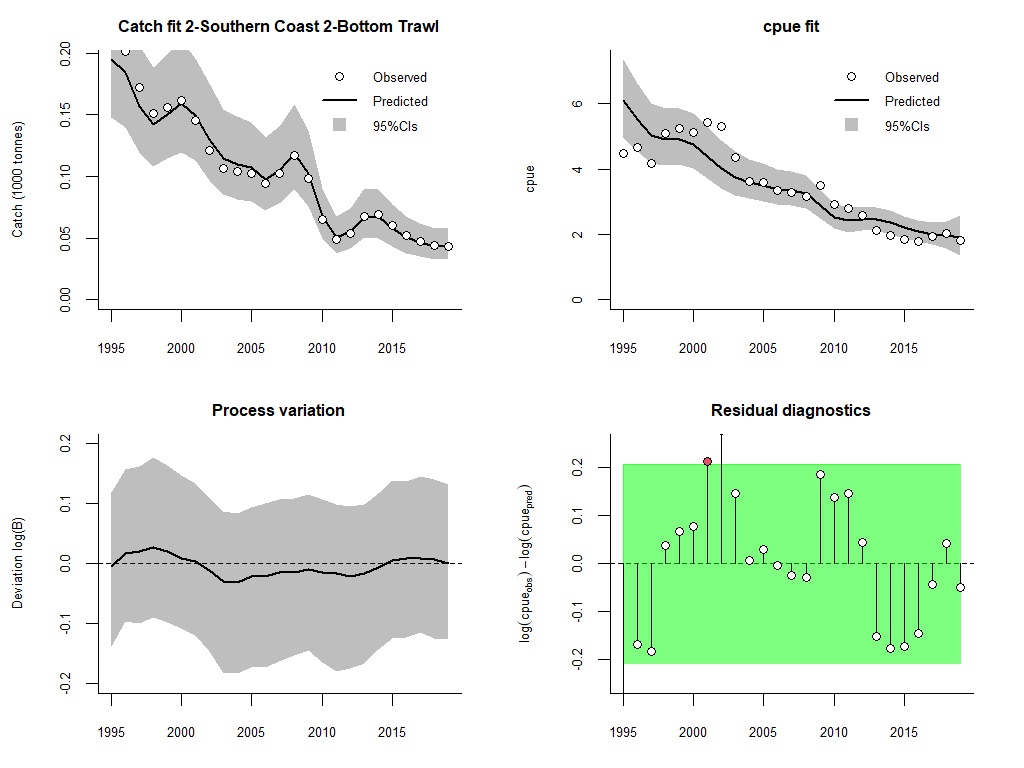 Catch fit 2-Southern Coast 2-Bottom Trawl
Catch (1000 tonnes)
0.20
0.15
0.10
0.05
0.00
Observed
Predicted
95%CIs
1995 2000 2005 2010 2015
cpue fit
cpue
6
4
2
0
Observed
Predicted
95%CIs
1995 2000 2005 2010 2015
Process variation
Deviation log(B)
0.2
0.1
0.0
-0.1
-0.2
1995 2000 2005 2010 2015
Residual diagnostics
log(cpue_obs) − log(cpue_pred)
0.2
0.1
0.0
-0.1
-0.2
1995 2000 2005 2010 2015